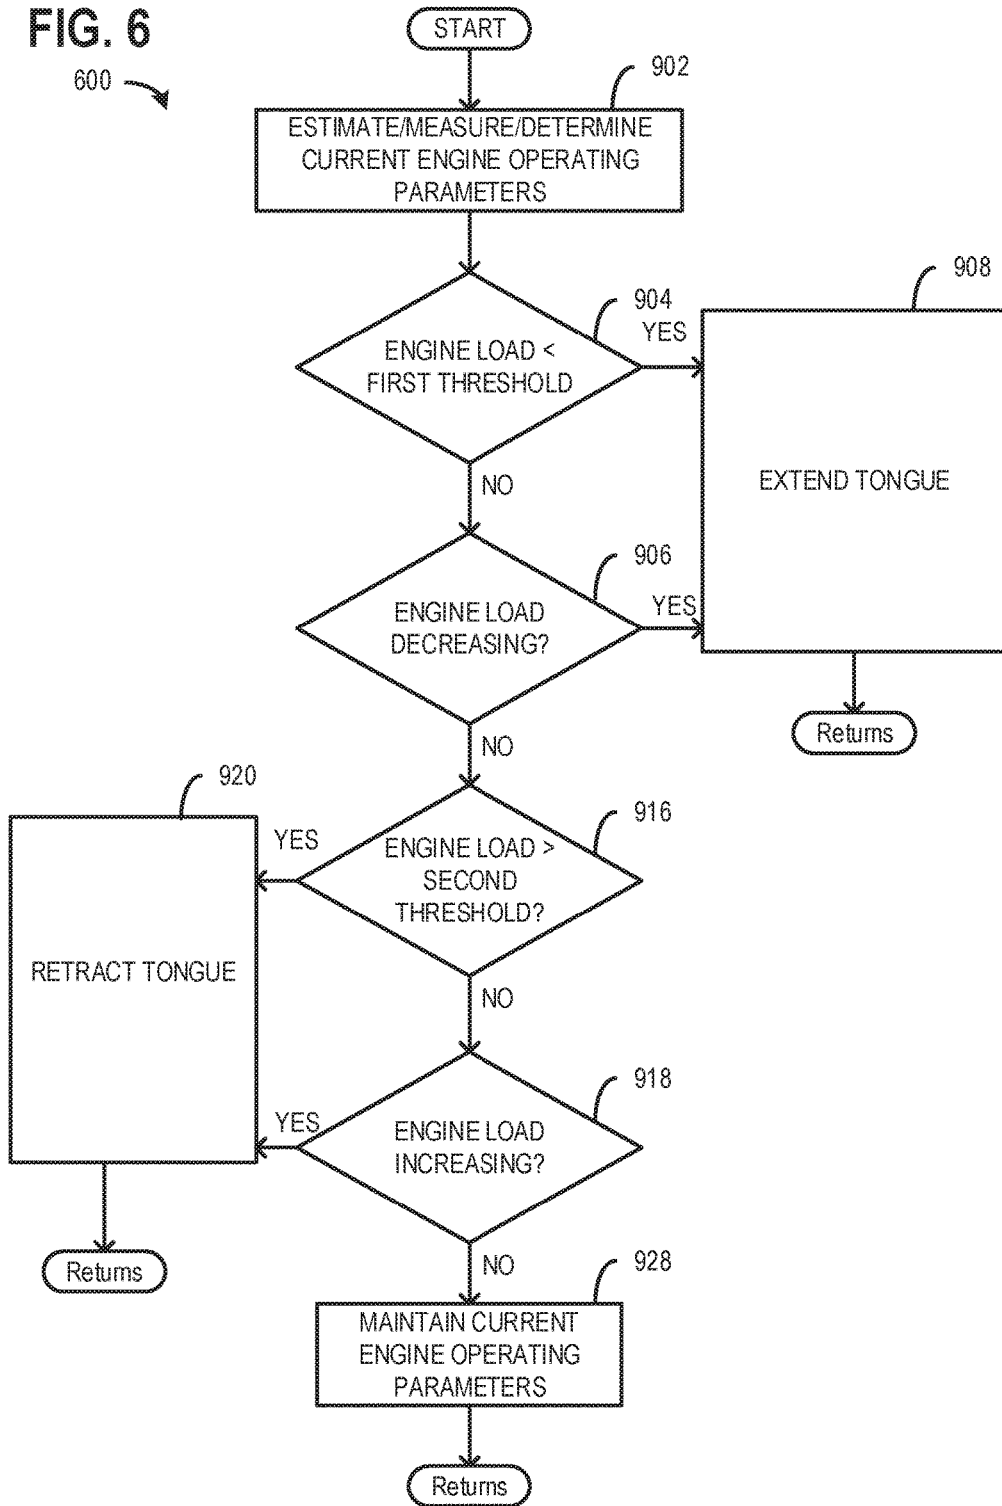 FIG. 6
600
START
902
ESTIMATE/MEASURE/DETERMINE
CURRENT ENGINE OPERATING
PARAMETERS
904
908
YES
ENGINE LOAD <
FIRST THRESHOLD
EXTEND TONGUE
NO
906
YES
ENGINE LOAD
DECREASING?
Returns
NO
920
916
YES
ENGINE LOAD >
SECOND
THRESHOLD?
RETRACT TONGUE
NO
918
YES
ENGINE LOAD
INCREASING?
Returns
NO
928
MAINTAIN CURRENT
ENGINE OPERATING
PARAMETERS
Returns